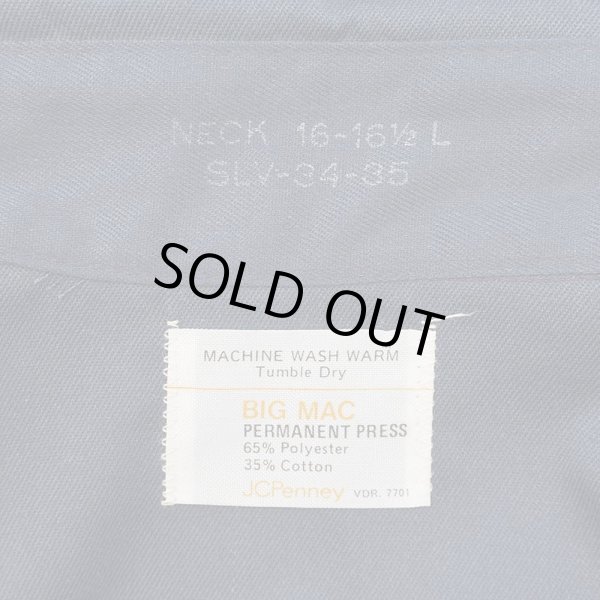 NECK 16-16½ L
SLV-34-35
SOLD OUT
MACHINE WASH WARM
Tumble Dry
BIG MAC
PERMANENT PRESS
65% Polyester
35% Cotton
JCPenney VDR. 7701